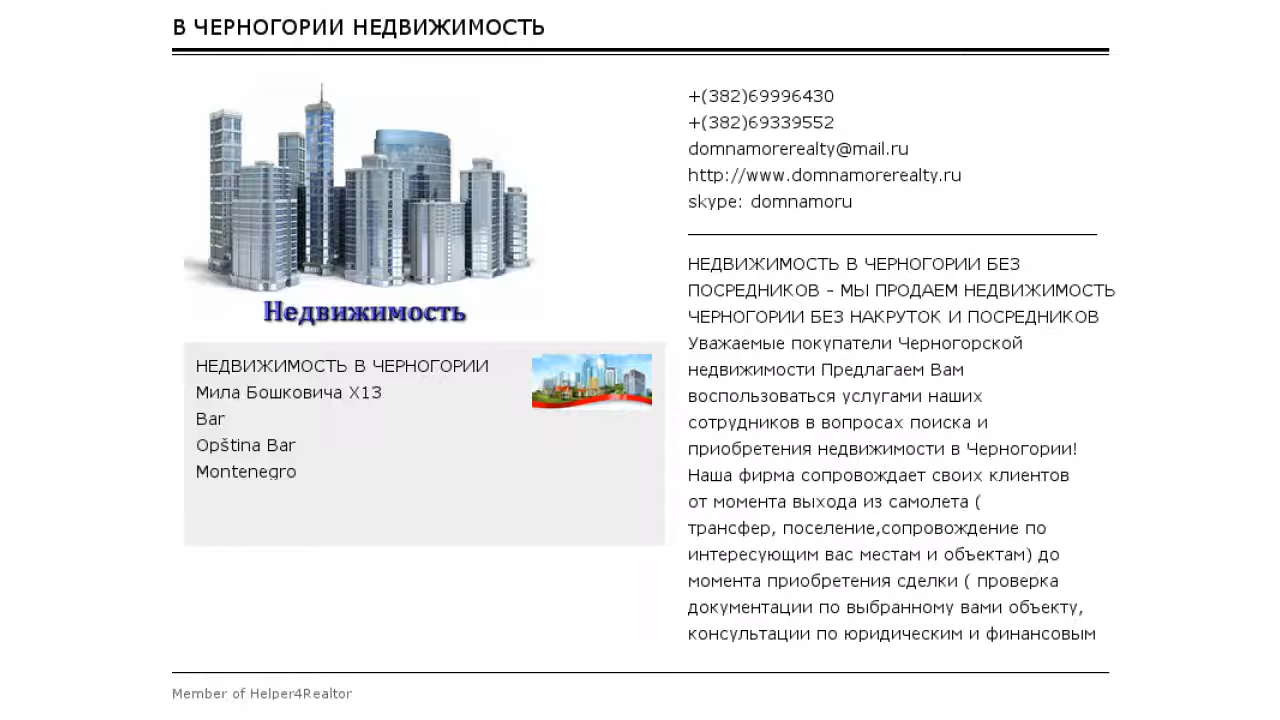 В ЧЕРНОГОРИИ НЕДВИЖИМОСТЬ
Недвижимость
НЕДВИЖИМОСТЬ В ЧЕРНОГОРИИ
Мила Бошковича X13
Bar
Opština Bar
Montenegro
+(382)69996430
+(382)69339552
domnamorerealty@mail.ru
http://www.domnamorerealty.ru
skype: domnamoru
НЕДВИЖИМОСТЬ В ЧЕРНОГОРИИ БЕЗ
ПОСРЕДНИКОВ - МЫ ПРОДАЕМ НЕДВИЖИМОСТЬ
ЧЕРНОГОРИИ БЕЗ НАКРУТОК И ПОСРЕДНИКОВ
Уважаемые покупатели Черногорской
недвижимости Предлагаем Вам
воспользоваться услугами наших
сотрудников в вопросах поиска и
приобретения недвижимости в Черногории!
Наша фирма сопровождает своих клиентов
от момента выхода из самолета (
трансфер, поселение,сопровождение по
интересующим вас местам и объектам) до
момента приобретения сделки ( проверка
документации по выбранному вами объекту,
консультации по юридическим и финансовым
Member of Helper4Realtor